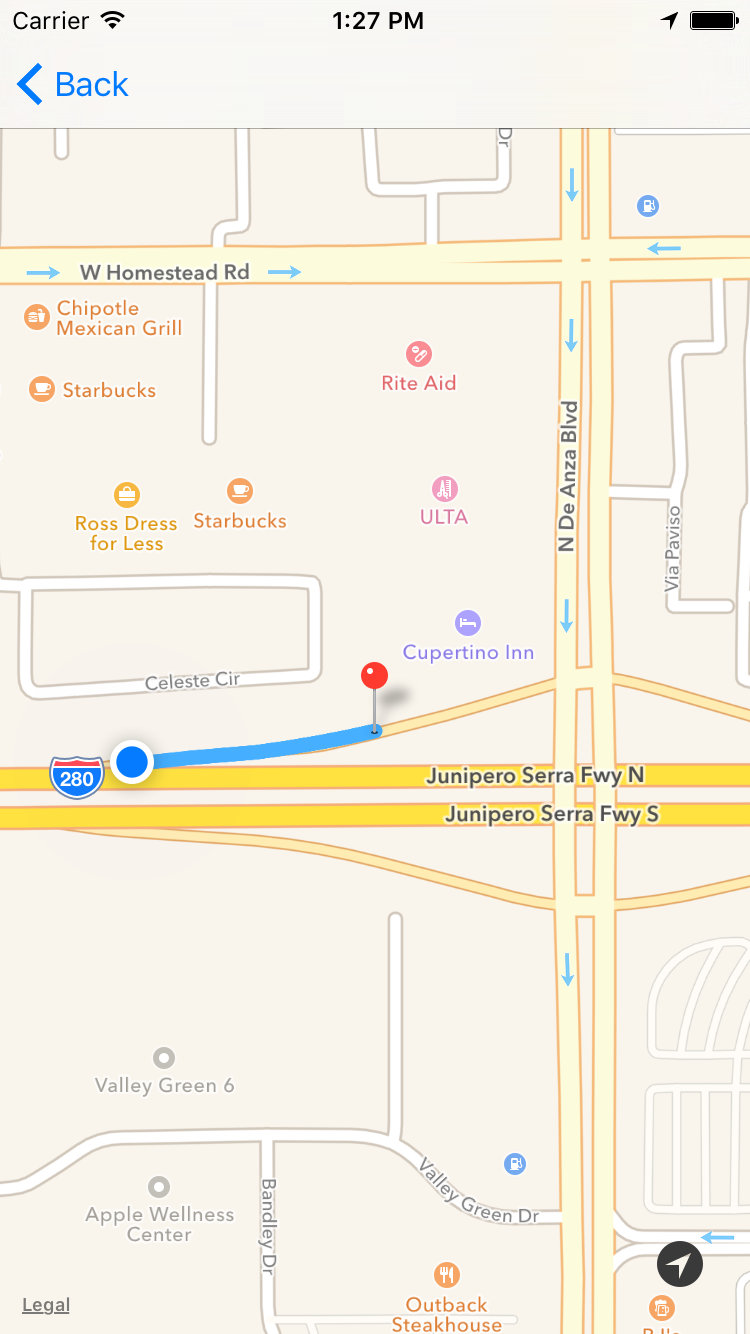 Carrier
1:27 PM
Back
Dr
W Homestead Rd
Chipotle
Mexican Grill
Rite Aid
Starbucks
N De Anza Blvd
Ross Dress
for Less
Starbucks
ULTA
Via Paviso
Cupertino Inn
Celeste Cir
280
Junipero Serra Fwy N
Junipero Serra Fwy S
Valley Green 6
Valley Green Dr
Apple Wellness
Center
Bandley Dr
Legal
Outback
Steakhouse